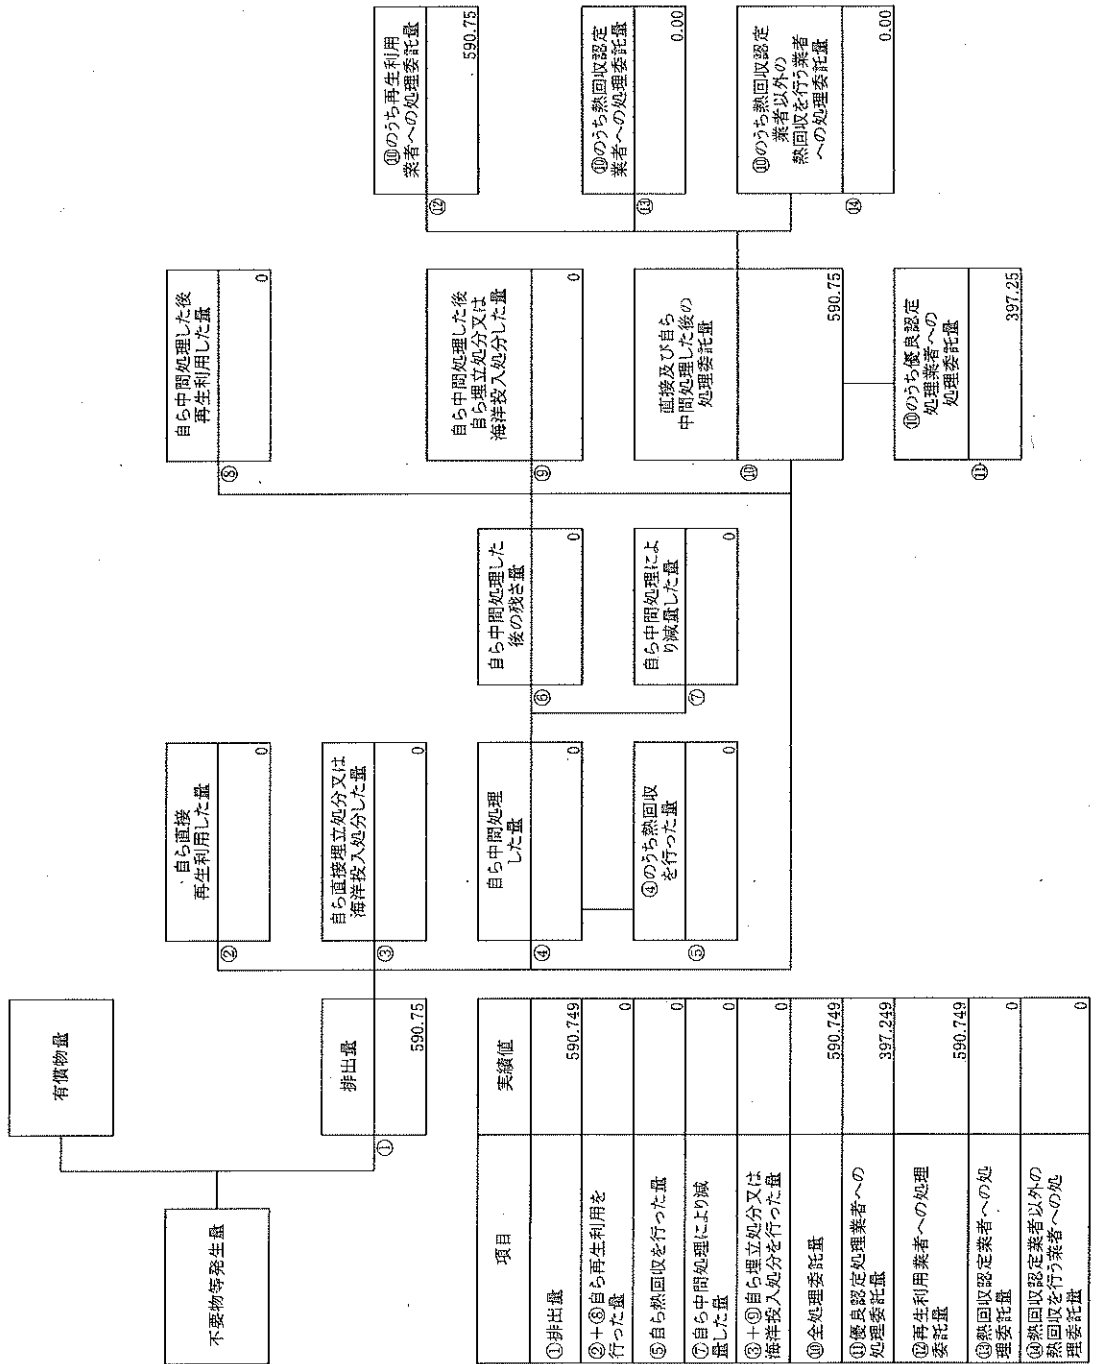 不要物等発生量
有償物量
排出量
①
590.75
自ら直接
再生利用した量
②
0
自ら直接埋立処分又は
海洋投入処分した量
③
0
自ら中間処理
した量
④
0
④のうち熱回収
を行った量
⑤
0
自ら中間処理した
後の残さ量
⑥
0
自ら中間処理によ
り減量した量
⑦
0
自ら中間処理した後
再生利用した量
⑧
0
自ら中間処理した後
自ら埋立処分又は
海洋投入処分した量
⑨
0
直接及び自ら
中間処理した後の
処理委託量
⑩
590.75
⑩のうち優良認定
処理業者への
処理委託量
⑪
397.25
⑩のうち再生利用
業者への処理委託量
⑫
590.75
⑩のうち熱回収認定
業者への処理委託量
⑬
0.00
⑩のうち熱回収認定
業者以外の
熱回収を行う業者
への処理委託量
⑭
0.00
項目 実績値
①排出量 590.749
②+⑧自ら再生利用を
行った量 0
⑤自ら熱回収を行った量 0
⑦自ら中間処理により減
量した量 0
③+⑨自ら埋立処分又は
海洋投入処分を行った量 0
⑩全処理委託量 590.749
⑪優良認定処理業者への
処理委託量 397.249
⑫再生利用業者への処理
委託量 590.749
⑬熱回収認定業者への処
理委託量 0
⑭熱回収認定業者以外の
熱回収を行う業者への処
理委託量 0